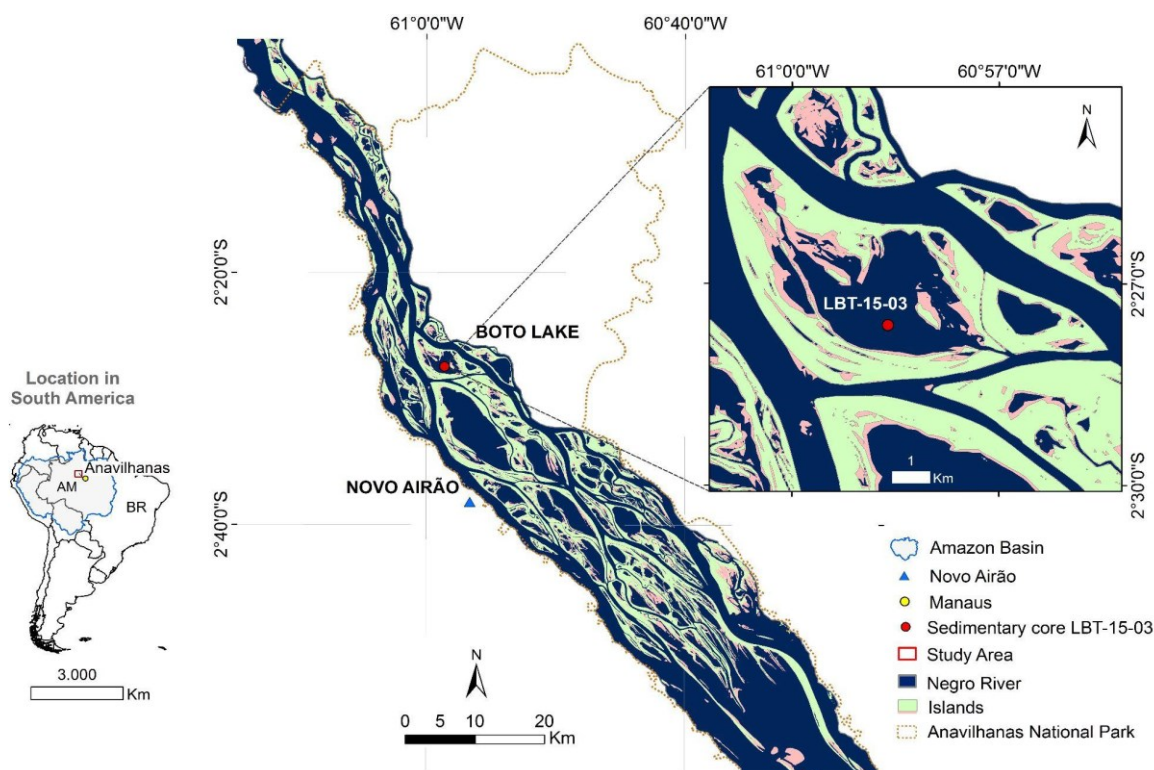 61°0'0"W
60°40'0"W
61°0'0"W
60°57'0"W
N
2°20'0"S
2°27'0"S
LBT-15-03
BOTO LAKE
Location in
South America
Anavilhanas
AM
BR
NOVO AIRÃO
1
Km
2°30'0"S
2°40'0"S
Amazon Basin
Novo Airão
Manaus
Sedimentary core LBT-15-03
Study Area
Negro River
Islands
Anavilhanas National Park
3.000
Km
N
0 5 10 20
Km